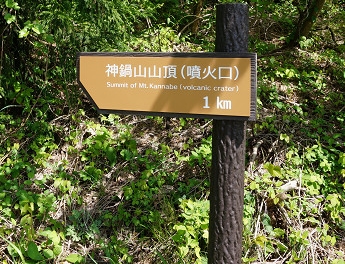 神鍋山山頂（噴火口）
Summit of Mt.Kannabe (volcanic crater)
1 km